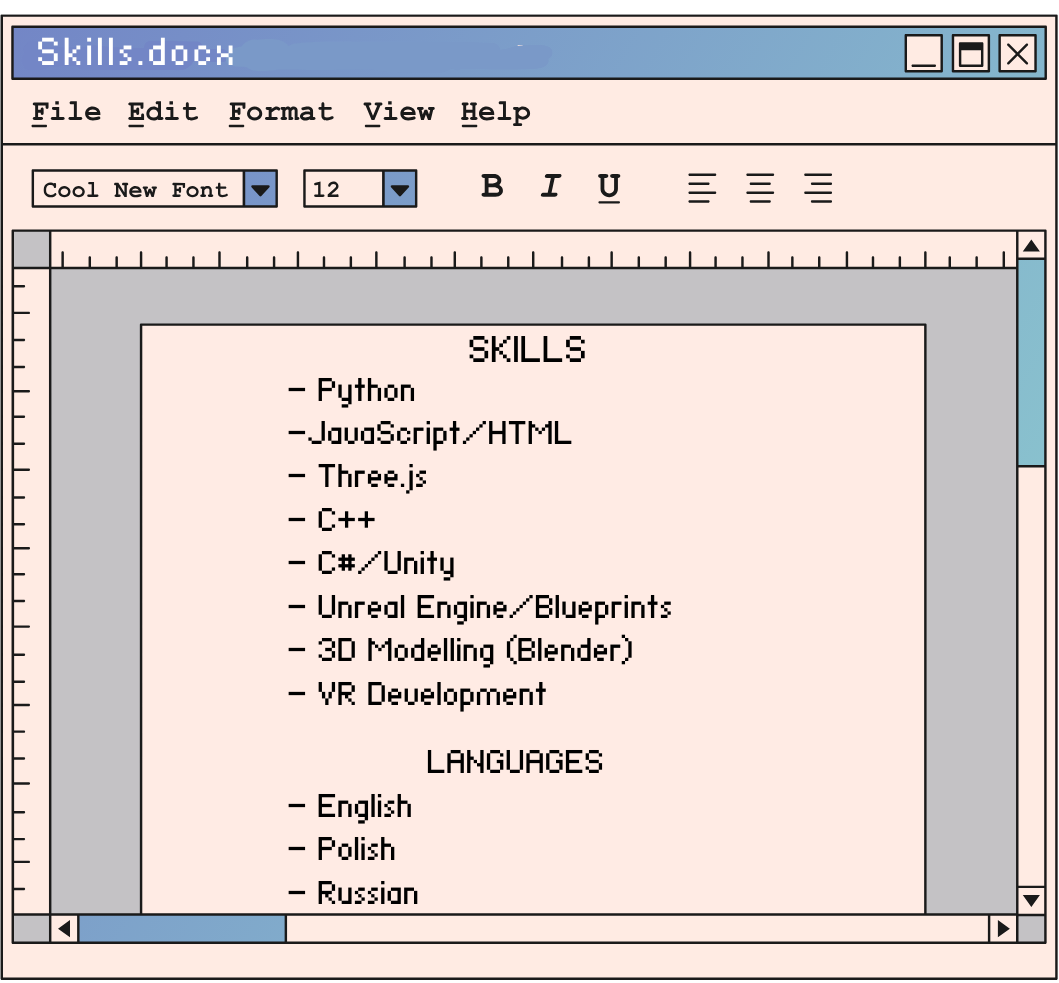 Skills.docx
File Edit Format View Help
Cool New Font 12 B I U
SKILLS
- Python
-JavaScript/HTML
- Three.js
- C++
- C#/Unity
- Unreal Engine/Blueprints
- 3D Modelling (Blender)
- VR Development
LANGUAGES
- English
- Polish
- Russian